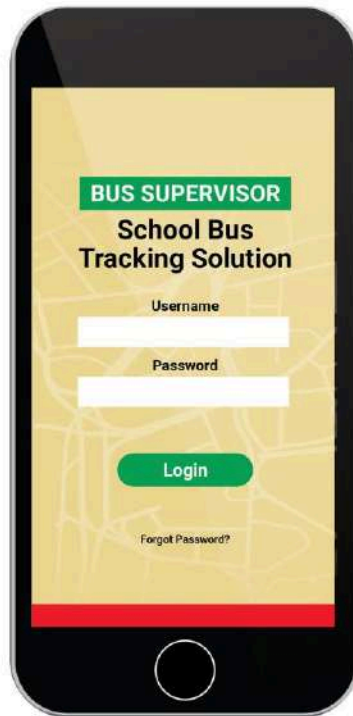 BUS SUPERVISOR
School Bus
Tracking Solution
Username
Password
Login
Forgot Password?